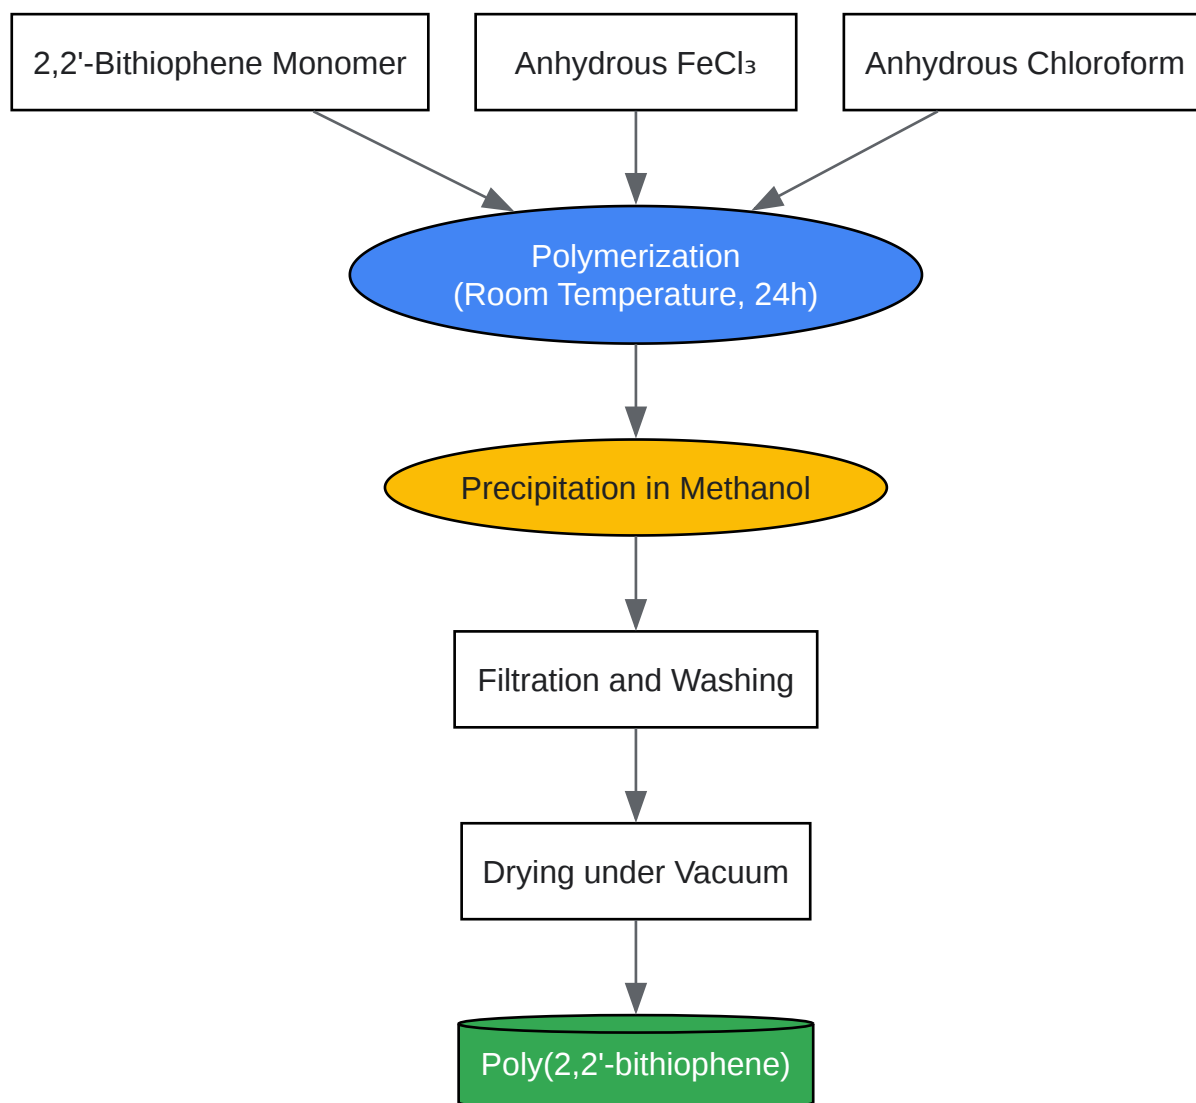 2,2'-Bithiophene Monomer
Anhydrous FeCl₃
Anhydrous Chloroform
Polymerization
(Room Temperature, 24h)
Precipitation in Methanol
Filtration and Washing
Drying under Vacuum
Poly(2,2'-bithiophene)